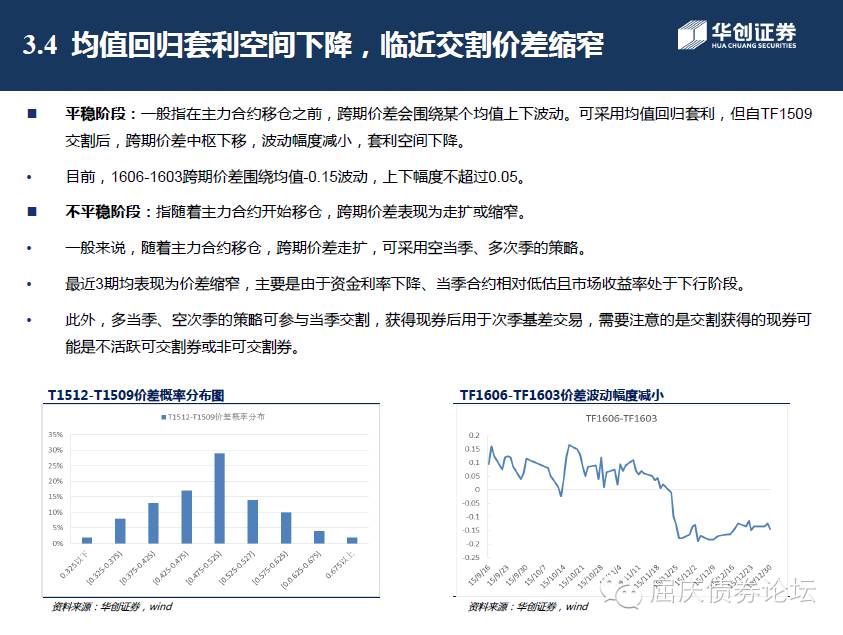 3.4 均值回归套利空间下降，临近交割价差缩窄
华创证券
HUA CHUANG SECURITIES
■ 平稳阶段：一般指在主力合约移仓之前，跨期价差会围绕某个均值上下波动。可采用均值回归套利，但自TF1509
交割后，跨期价差中枢下移，波动幅度减小，套利空间下降。
• 目前，1606-1603跨期价差围绕均值-0.15波动，上下幅度不超过0.05。
■ 不平稳阶段：指随着主力合约开始移仓，跨期价差表现为走扩或缩窄。
• 一般来说，随着主力合约移仓，跨期价差走扩，可采用空当季、多次季的策略。
• 最近3期均表现为价差缩窄，主要是由于资金利率下降、当季合约相对低估且市场收益率处于下行阶段。
• 此外，多当季、空次季的策略可参与当季交割，获得现券后用于次季基差交易，需要注意的是交割获得的现券可
能是不活跃可交割券或非可交割券。
T1512-T1509价差概率分布图
T1512-T1509价差概率分布
35%
30%
25%
20%
15%
10%
5%
0%
0.325以下
[0.325-0.375)
[0.375-0.425)
[0.425-0.475)
[0.475-0.525)
[0.525-0.527)
[0.575-0.625)
[0.0.625-0.675)
0.675以上
资料来源：华创证券，wind
TF1606-TF1603价差波动幅度减小
TF1606-TF1603
0.2
0.15
0.1
0.05
0
-0.05
-0.1
-0.15
-0.2
-0.25
15/9/16
15/9/23
15/9/30
15/10/7
15/10/14
15/10/21
15/10/28
15/11/4
15/11/11
15/11/18
15/11/25
15/12/2
15/12/9
15/12/16
15/12/23
15/12/30
资料来源：华创证券，wind
屈庆债券论坛